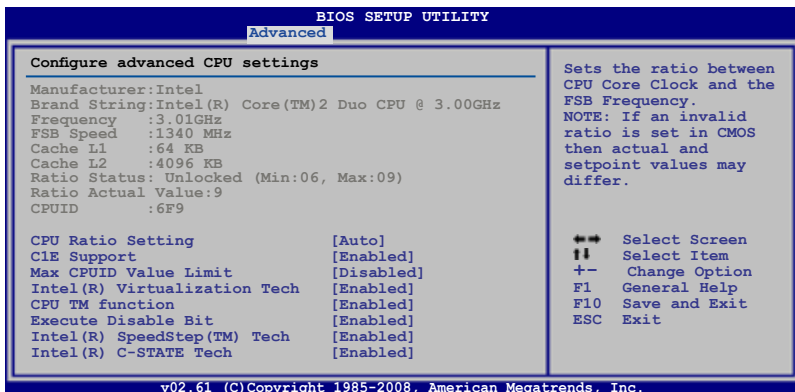 BIOS SETUP UTILITY
Advanced
Configure advanced CPU settings
Manufacturer:Intel
Brand String:Intel(R) Core(TM)2 Duo CPU @ 3.00GHz
Frequency :3.01GHz
FSB Speed :1340 MHz
Cache L1 :64 KB
Cache L2 :4096 KB
Ratio Status: Unlocked (Min:06, Max:09)
Ratio Actual Value:9
CPUID :6F9
CPU Ratio Setting [Auto]
C1E Support [Enabled]
Max CPUID Value Limit [Disabled]
Intel(R) Virtualization Tech [Enabled]
CPU TM function [Enabled]
Execute Disable Bit [Enabled]
Intel(R) SpeedStep(TM) Tech [Enabled]
Intel(R) C-STATE Tech [Enabled]
Sets the ratio between
CPU Core Clock and the
FSB Frequency.
NOTE: If an invalid
ratio is set in CMOS
then actual and
setpoint values may
differ.
←→ Select Screen
↑↓ Select Item
+- Change Option
F1 General Help
F10 Save and Exit
ESC Exit
v02.61 (C)Copyright 1985-2008, American Megatrends, Inc.